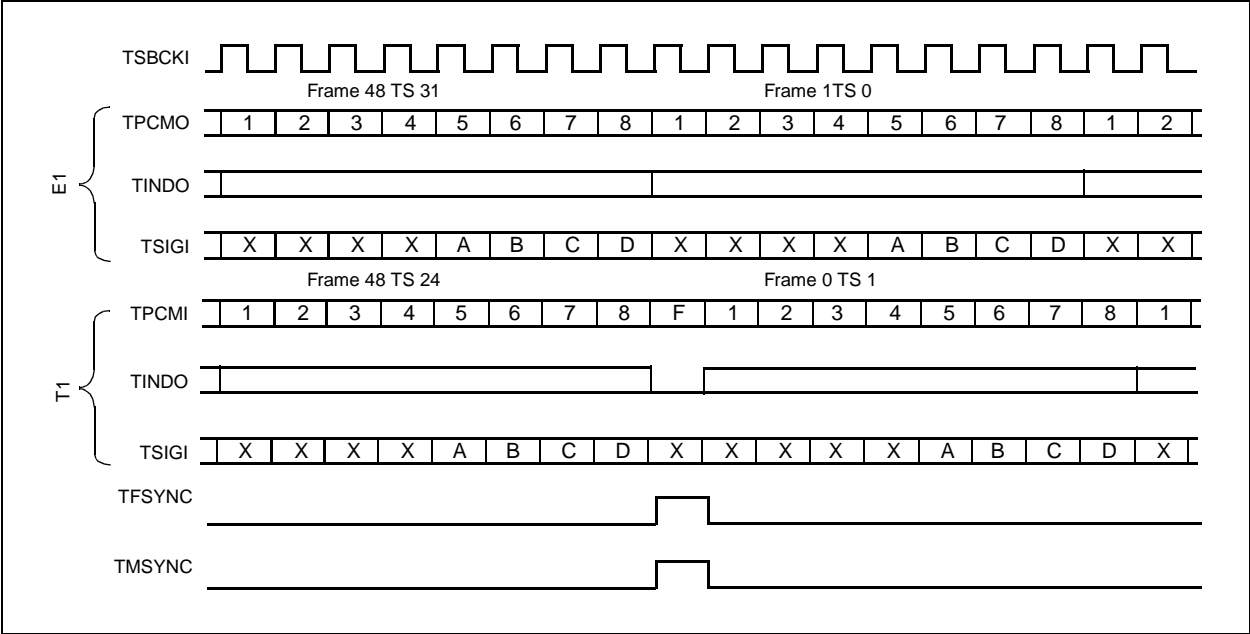 TSBCKI
Frame 48 TS 31 Frame 1TS 0
E1
TPCMO 1 2 3 4 5 6 7 8 1 2 3 4 5 6 7 8 1 2
TINDO
TSIGI X X X X A B C D X X X X A B C D X X
Frame 48 TS 24 Frame 0 TS 1
T1
TPCMI 1 2 3 4 5 6 7 8 F 1 2 3 4 5 6 7 8 1
TINDO
TSIGI X X X X A B C D X X X X X A B C D X
TFSYNC
TMSYNC